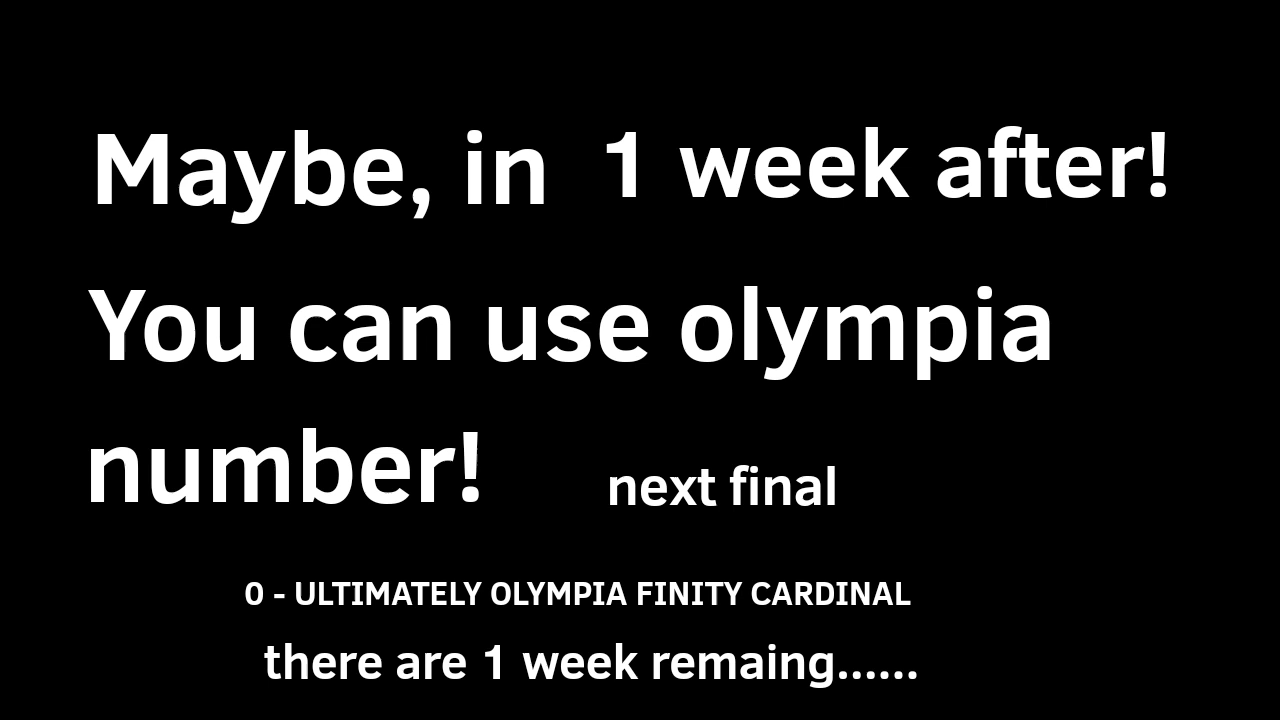 Maybe, in 1 week after!
You can use olympia
number!
next final
0 - ULTIMATELY OLYMPIA FINITY CARDINAL
there are 1 week remaing......